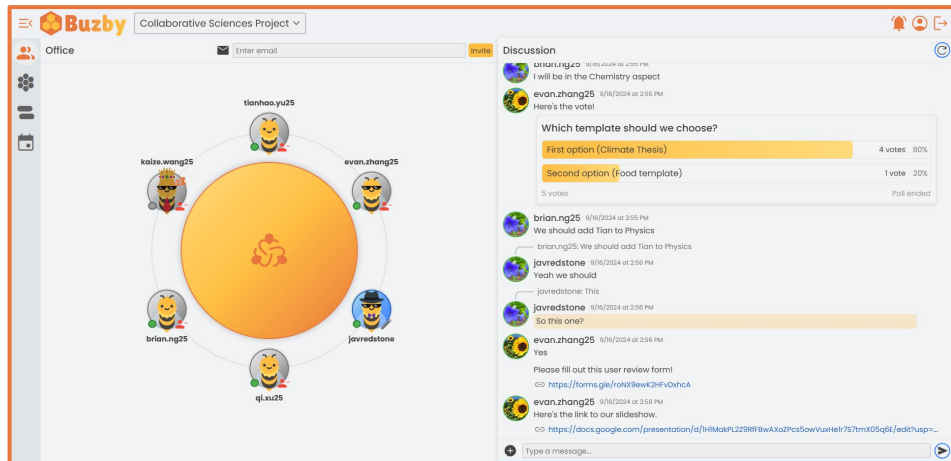 Buzby
Collaborative Sciences Project
Office
Enter email
Invite
tianhao.yu25
kaize.wang25
evan.zhang25
brian.ng25
javredstone
qi.xu25
Discussion
brian.ng25 9/16/2024 at 2:55 PM
I will be in the Chemistry aspect
evan.zhang25 9/16/2024 at 2:55 PM
Here's the vote!
Which template should we choose?
First option (Climate Thesis) 4 votes 80%
Second option (Food template) 1 vote 20%
5 votes Poll ended
brian.ng25 9/16/2024 at 2:55 PM
We should add Tian to Physics
brian.ng25: We should add Tian to Physics
javredstone 9/16/2024 at 2:56 PM
Yeah we should
javredstone: This
javredstone 9/16/2024 at 2:56 PM
So this one?
evan.zhang25 9/16/2024 at 2:56 PM
Yes
Please fill out this user review form!
https://forms.gle/roNX9ewK2HFvDxhcA
evan.zhang25 9/16/2024 at 2:58 PM
Here's the link to our slideshow.
https://docs.google.com/presentation/d/1H1MakPL2Z9RfFBwAXoZPcs5owVuxHe1r7S7tmX05q6E/edit?usp=...
Type a message...